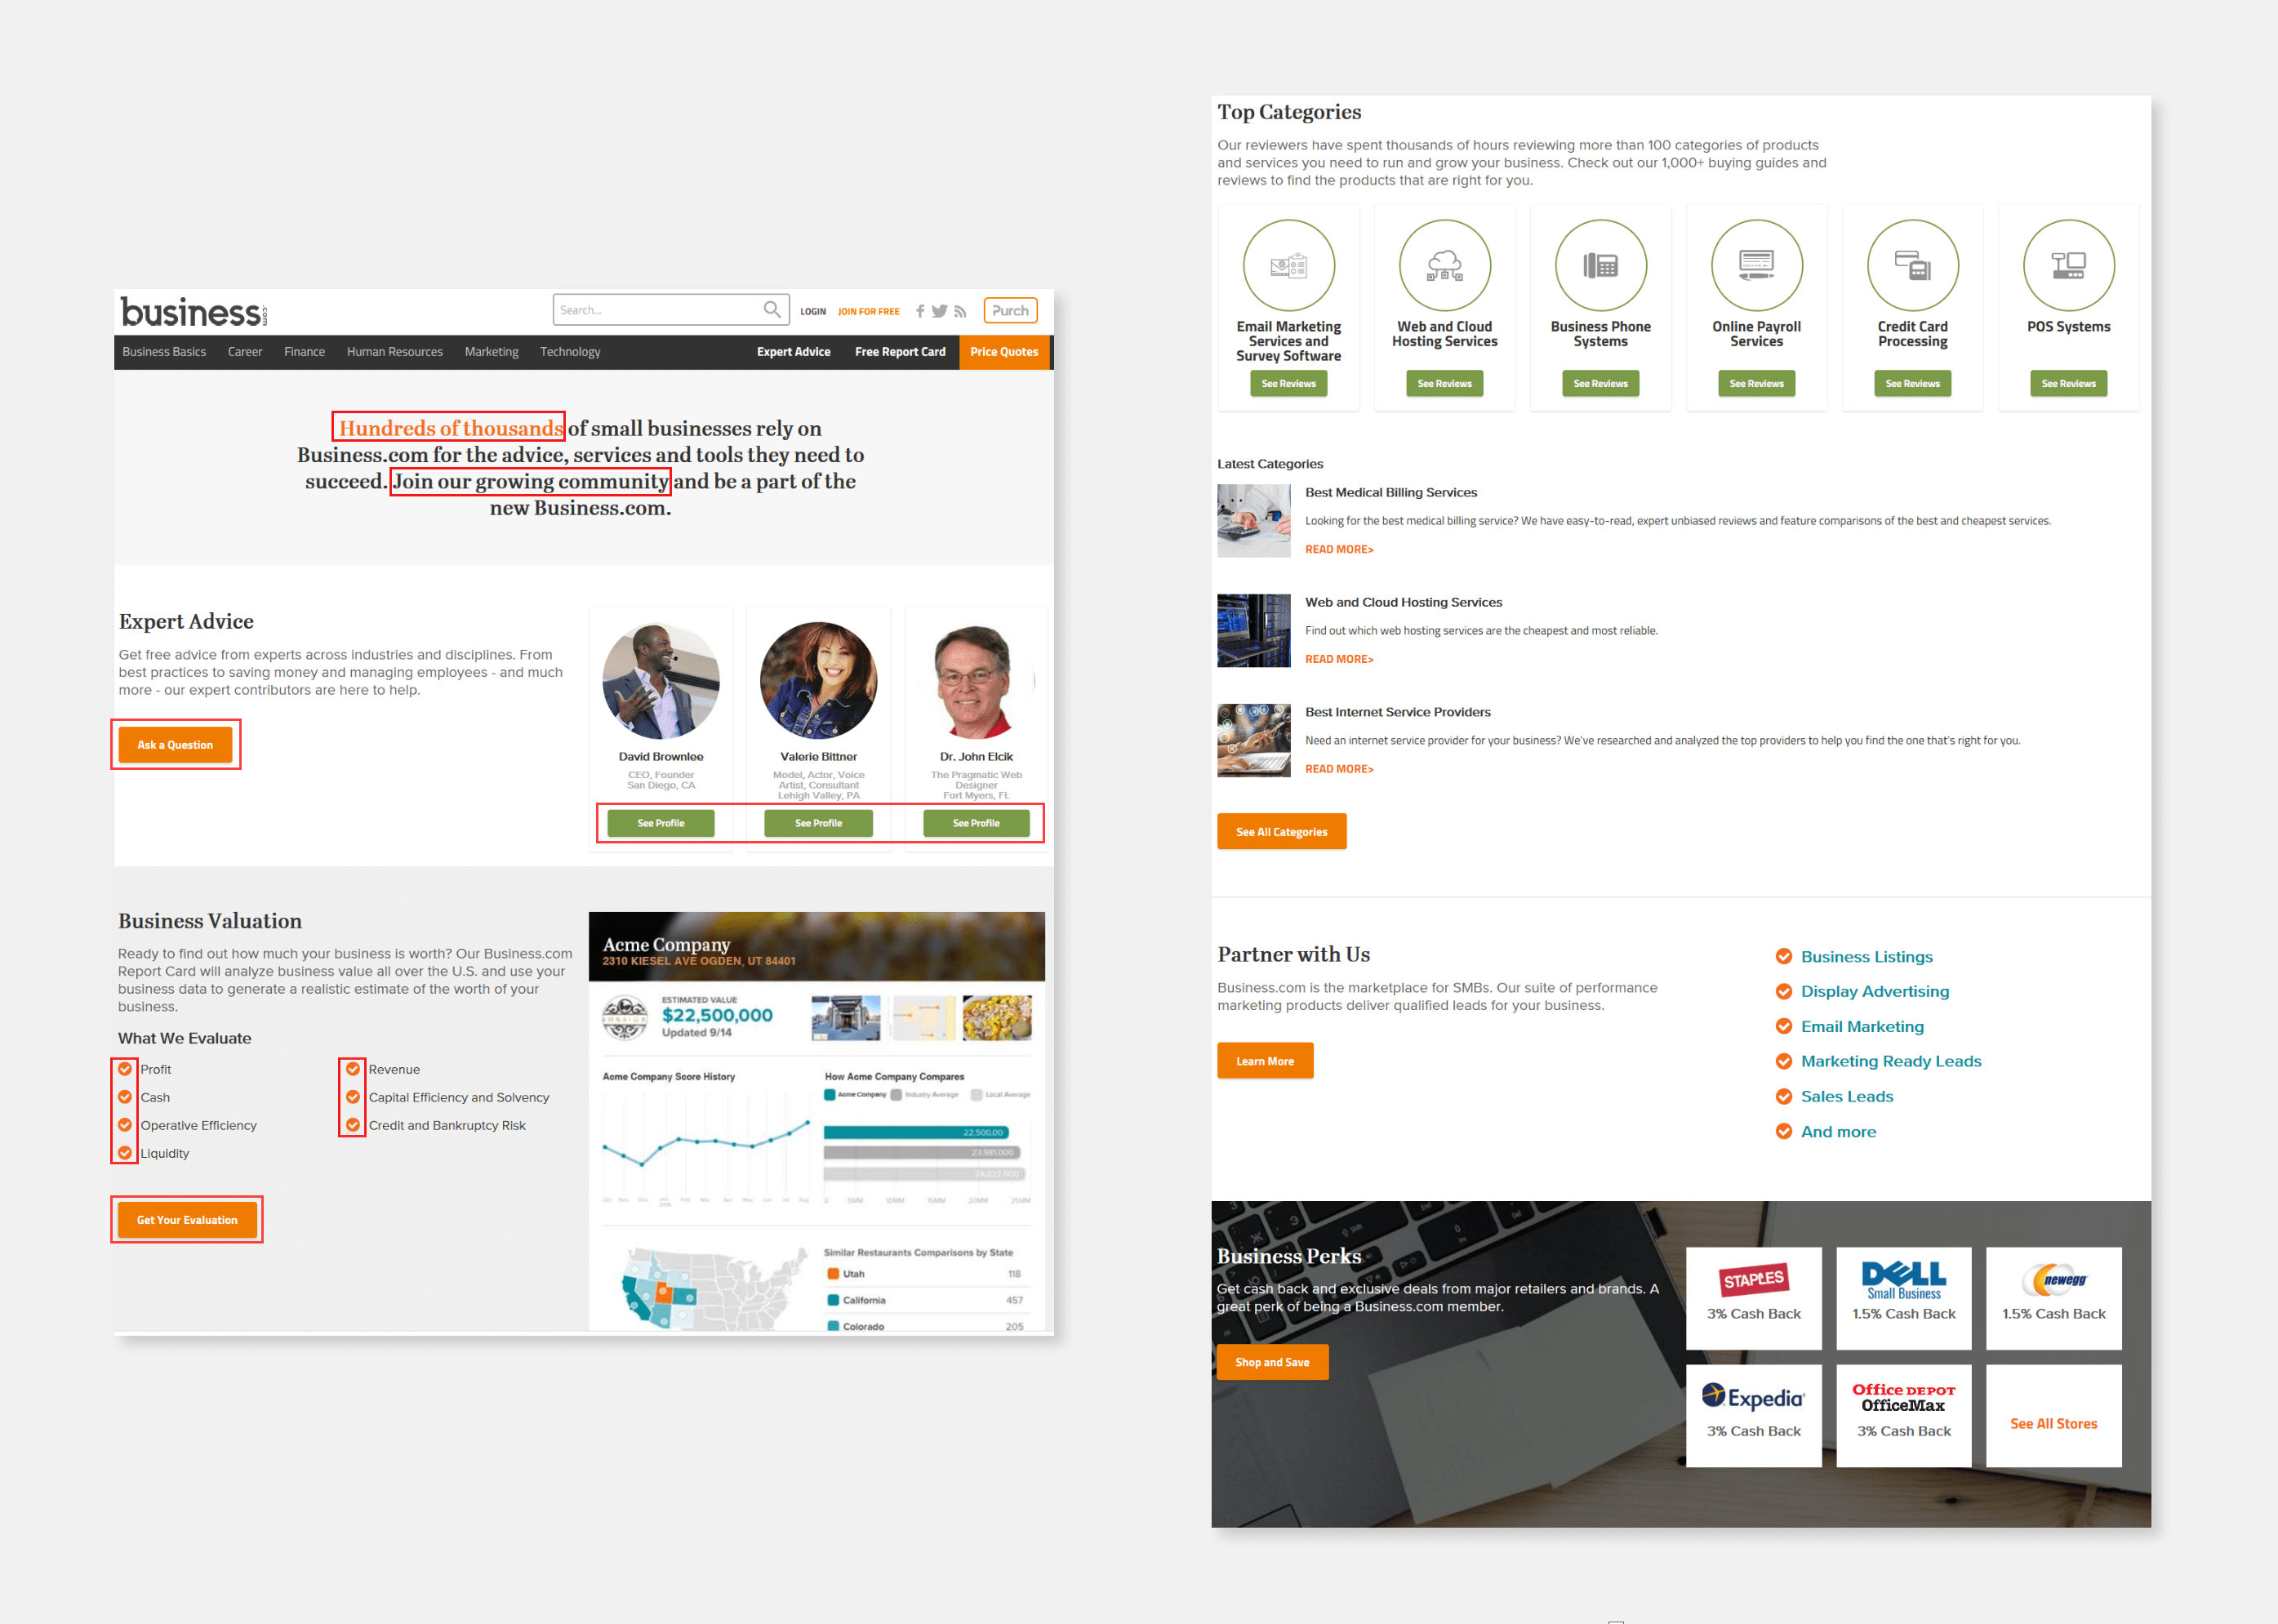 business.com
Search...
LOGIN
JOIN FOR FREE
Purch
Business Basics
Career
Finance
Human Resources
Marketing
Technology
Expert Advice
Free Report Card
Price Quotes
Hundreds of thousands of small businesses rely on
Business.com for the advice, services and tools they need to
succeed. Join our growing community and be a part of the
new Business.com.
Expert Advice
Get free advice from experts across industries and disciplines. From
best practices to saving money and managing employees - and much
more - our expert contributors are here to help.
Ask a Question
David Brownlee
CEO, Founder
San Diego, CA
See Profile
Valerie Bittner
Model, Actor, Voice
Artist, Consultant
Lehigh Valley, PA
See Profile
Dr. John Elcik
The Pragmatic Web
Designer
Fort Myers, FL
See Profile
Business Valuation
Ready to find out how much your business is worth? Our Business.com
Report Card will analyze business value all over the U.S. and use your
business data to generate a realistic estimate of the worth of your
business.
What We Evaluate
Profit
Cash
Operative Efficiency
Liquidity
Revenue
Capital Efficiency and Solvency
Credit and Bankruptcy Risk
Get Your Evaluation
Acme Company
2310 KIESEL AVE OGDEN, UT 84401
ESTIMATED VALUE
$22,500,000
Updated 9/14
Acme Company Score History
Oct Nov Dec Jan Feb Mar Apr May Jun Jul Aug
How Acme Company Compares
Acme Company
Industry Average
Local Average
22.500.00
23,981,000
24,922,000
0 5MM 10MM 15MM 20MM 25MM
Similar Restaurants Comparisons by State
Utah 118
California 457
Colorado 205
Top Categories
Our reviewers have spent thousands of hours reviewing more than 100 categories of products
and services you need to run and grow your business. Check out our 1,000+ buying guides and
reviews to find the products that are right for you.
Email Marketing
Services and
Survey Software
See Reviews
Web and Cloud
Hosting Services
See Reviews
Business Phone
Systems
See Reviews
Online Payroll
Services
See Reviews
Credit Card
Processing
See Reviews
POS Systems
See Reviews
Latest Categories
Best Medical Billing Services
Looking for the best medical billing service? We have easy-to-read, expert unbiased reviews and feature comparisons of the best and cheapest services.
READ MORE>
Web and Cloud Hosting Services
Find out which web hosting services are the cheapest and most reliable.
READ MORE>
Best Internet Service Providers
Need an internet service provider for your business? We've researched and analyzed the top providers to help you find the one that's right for you.
READ MORE>
See All Categories
Partner with Us
Business.com is the marketplace for SMBs. Our suite of performance
marketing products deliver qualified leads for your business.
Learn More
Business Listings
Display Advertising
Email Marketing
Marketing Ready Leads
Sales Leads
And more
Business Perks
Get cash back and exclusive deals from major retailers and brands. A
great perk of being a Business.com member.
Shop and Save
STAPLES
3% Cash Back
DELL
Small Business
1.5% Cash Back
newegg
1.5% Cash Back
Expedia
3% Cash Back
Office DEPOT
OfficeMax
3% Cash Back
See All Stores